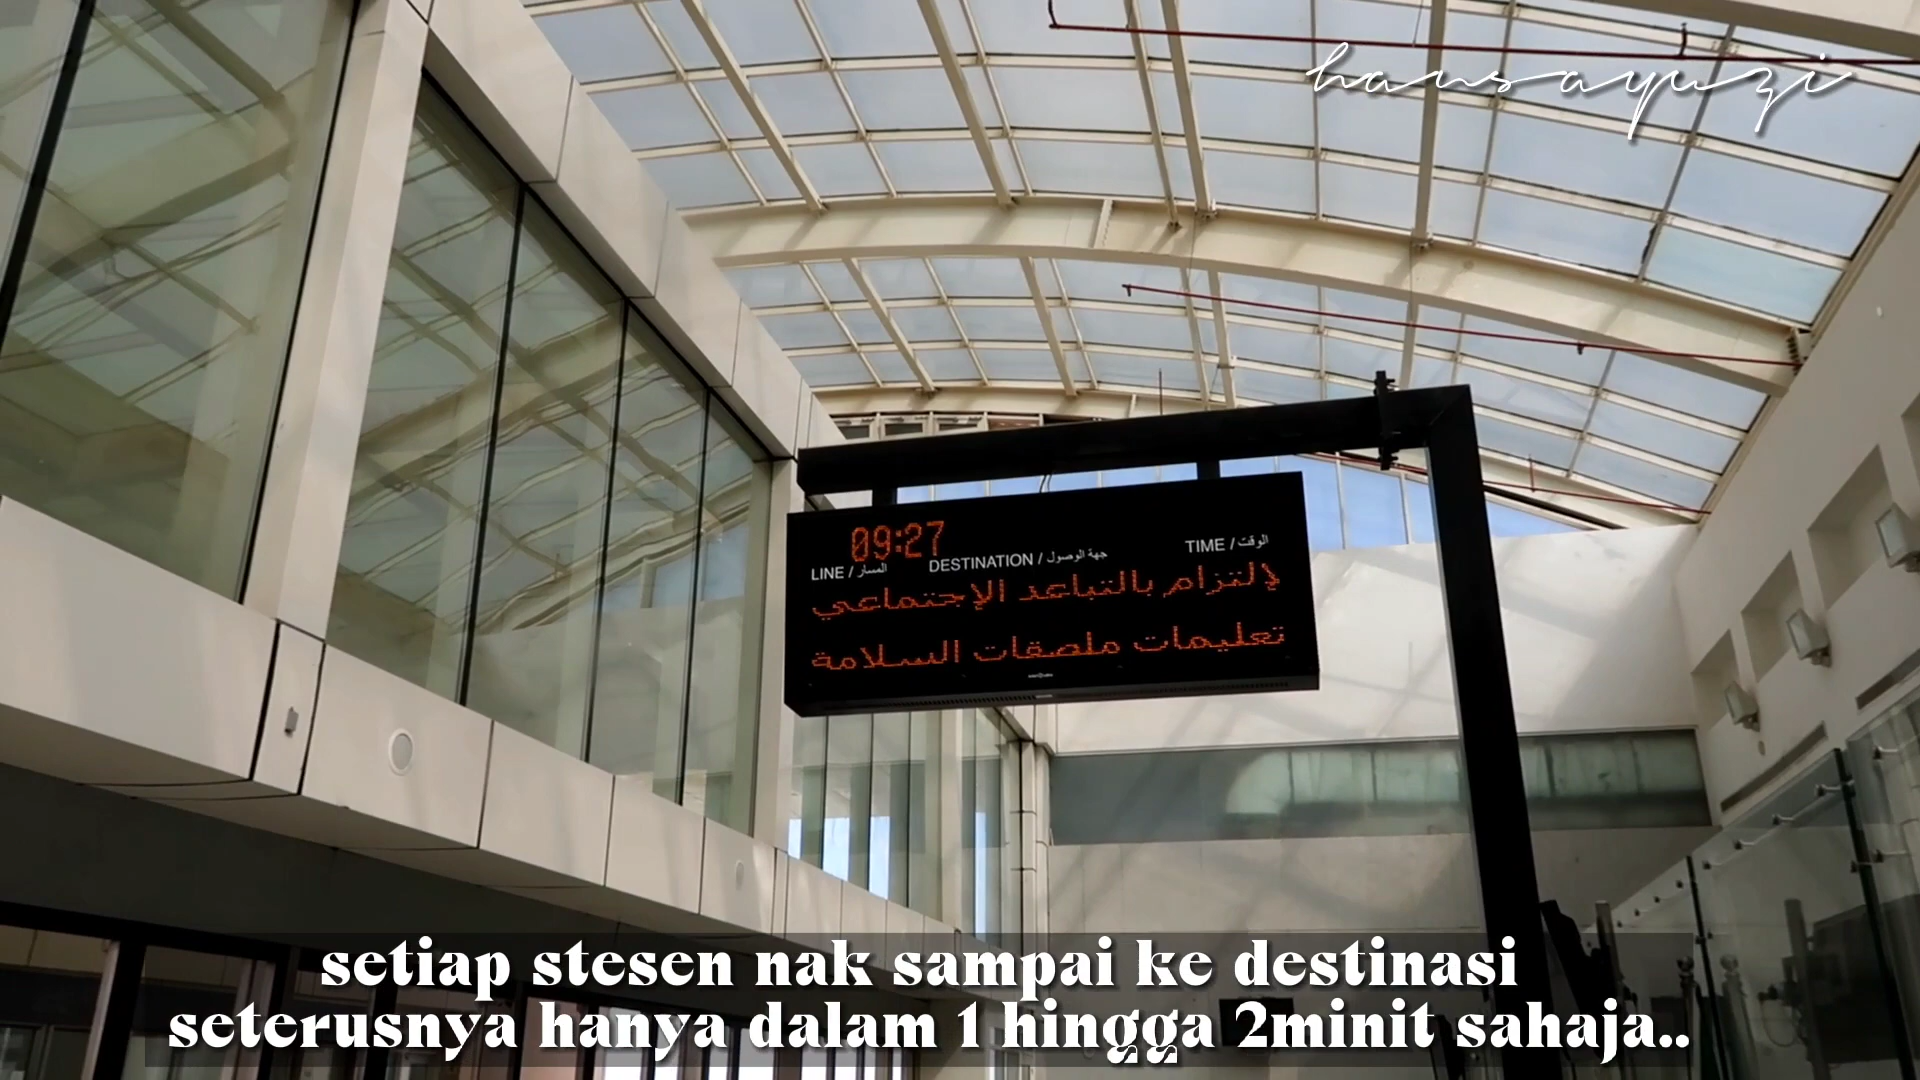 hansayuzi
09:27
LINE / المسار DESTINATION / جهة الوصول TIME / الوقت
لإلتزام بالتباعد الإجتماعي
تعليمات ملصقات السلامة
setiap stesen nak sampai ke destinasi
seterusnya hanya dalam 1 hingga 2minit sahaja..